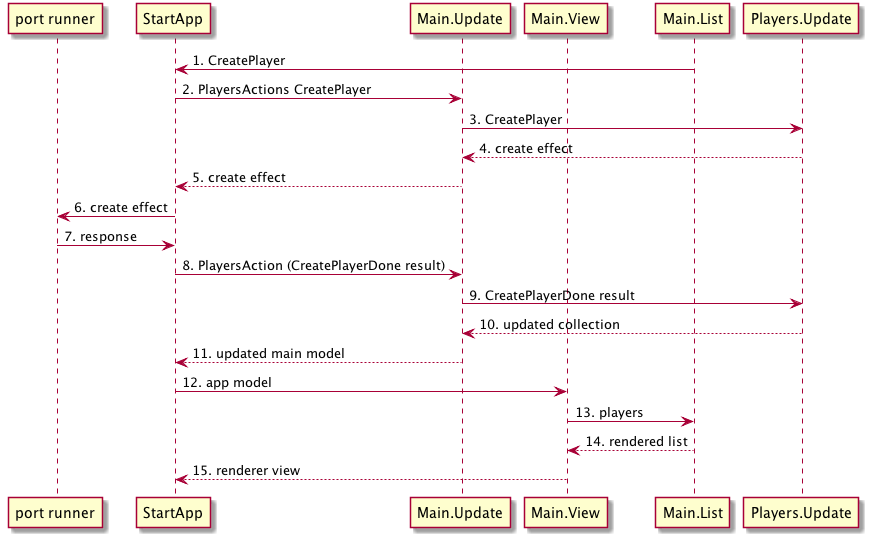 port runner StartApp Main.Update Main.View Main.List Players.Update
1. CreatePlayer
2. PlayersActions CreatePlayer
3. CreatePlayer
4. create effect
5. create effect
6. create effect
7. response
8. PlayersAction (CreatePlayerDone result)
9. CreatePlayerDone result
10. updated collection
11. updated main model
12. app model
13. players
14. rendered list
15. renderer view
port runner StartApp Main.Update Main.View Main.List Players.Update